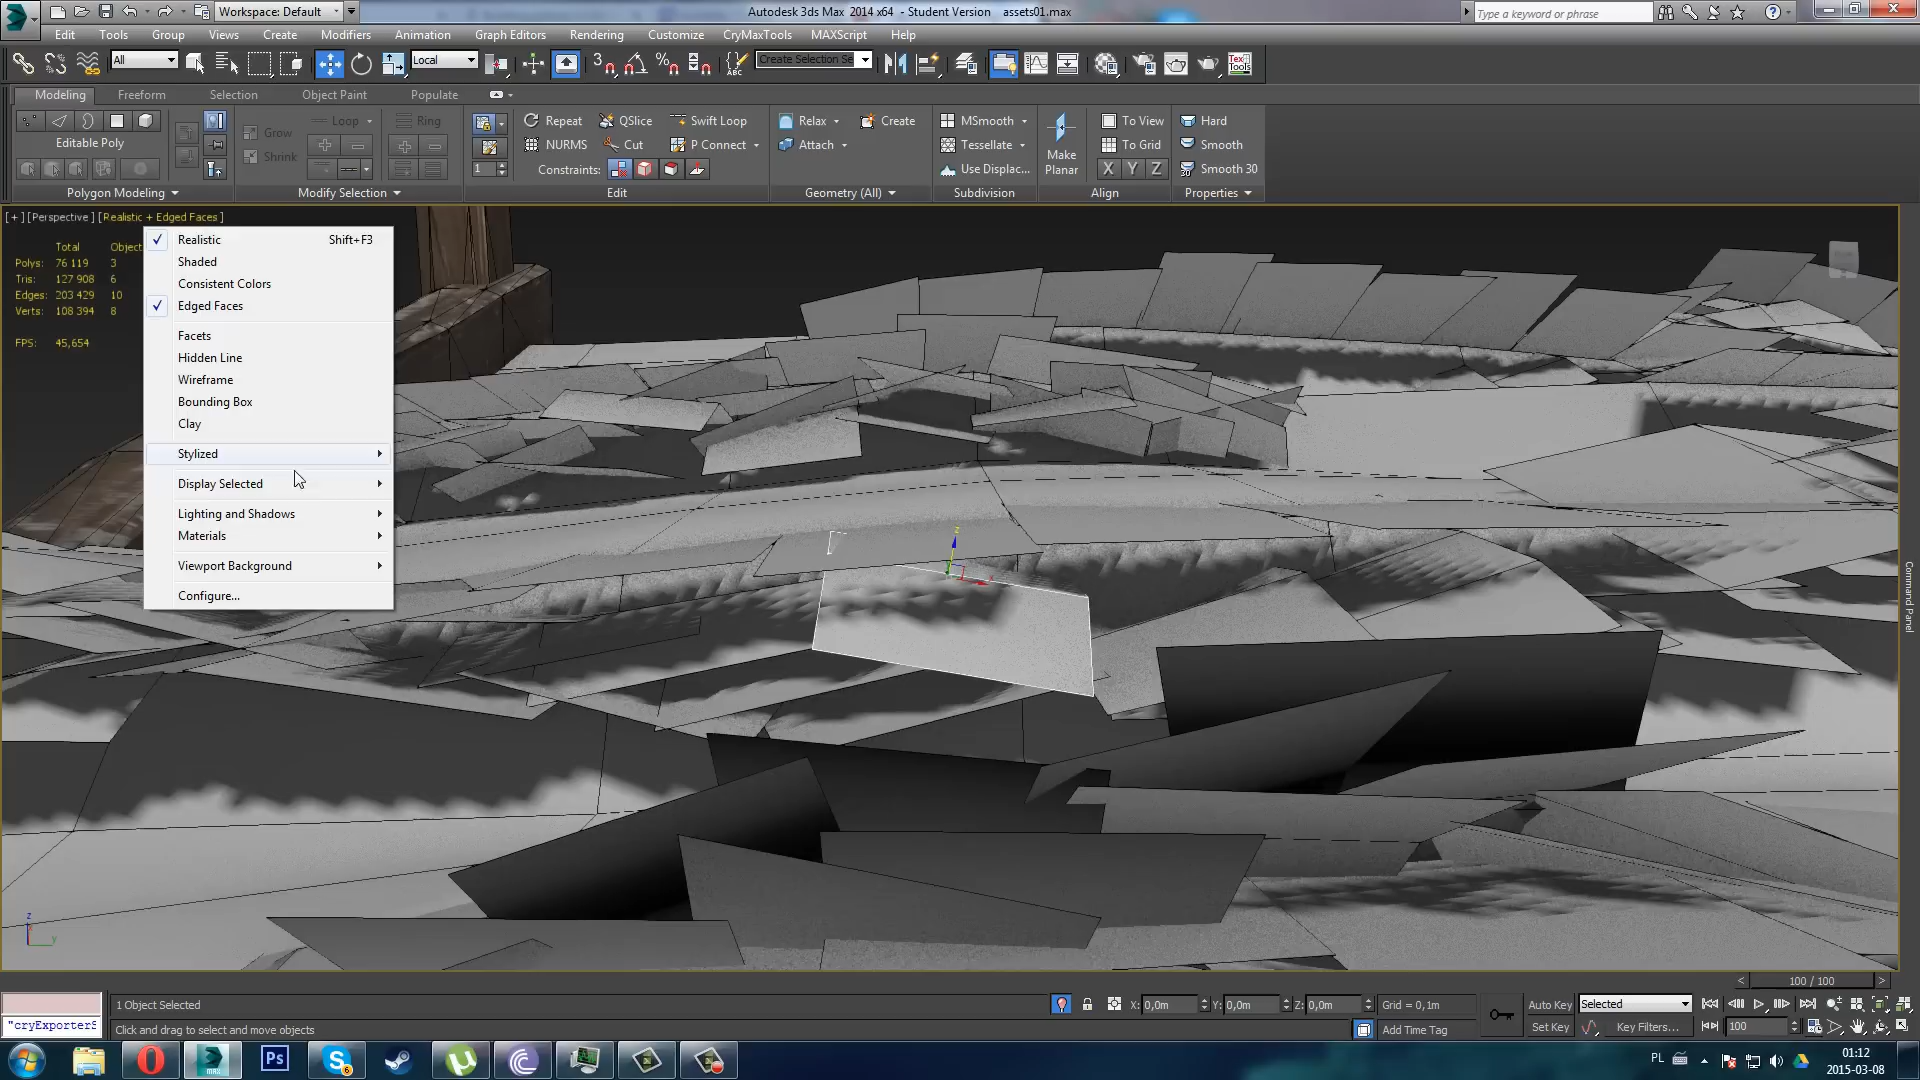 Workspace: Default
Autodesk 3ds Max 2014 x64 - Student Version assets01.max
Type a keyword or phrase
Edit Tools Group Views Create Modifiers Animation Graph Editors Rendering Customize CryMaxTools MAXScript Help
All
Local
3
Create Selection Se
Modeling Freeform Selection Object Paint Populate
Loop Ring
Grow
Shrink
Editable Poly
Repeat QSlice Swift Loop
NURMS Cut P Connect
1
Constraints:
Relax Create
Attach
MSmooth
Tessellate
Use Displac...
Make
Planar
To View
To Grid
X Y Z
Hard
Smooth
Smooth 30
Polygon Modeling Modify Selection Edit Geometry (All) Subdivision Align Properties
[+] [Perspective] [Realistic + Edged Faces]
Total Object
Polys: 76 119 3
Tris: 127 908 6
Edges: 203 429 10
Verts: 108 394 8
FPS: 45,654
Realistic Shift+F3
Shaded
Consistent Colors
Edged Faces
Facets
Hidden Line
Wireframe
Bounding Box
Clay
Stylized
Display Selected
Lighting and Shadows
Materials
Viewport Background
Configure...
z
x
z
y
Command Panel
100 / 100
1 Object Selected
X: 0,0m Y: 0,0m Z: 0,0m Grid = 0,1m
Auto Key Selected
"cryExporterS
Click and drag to select and move objects
Add Time Tag
Set Key Key Filters...
100
PL
01:12
2015-03-08